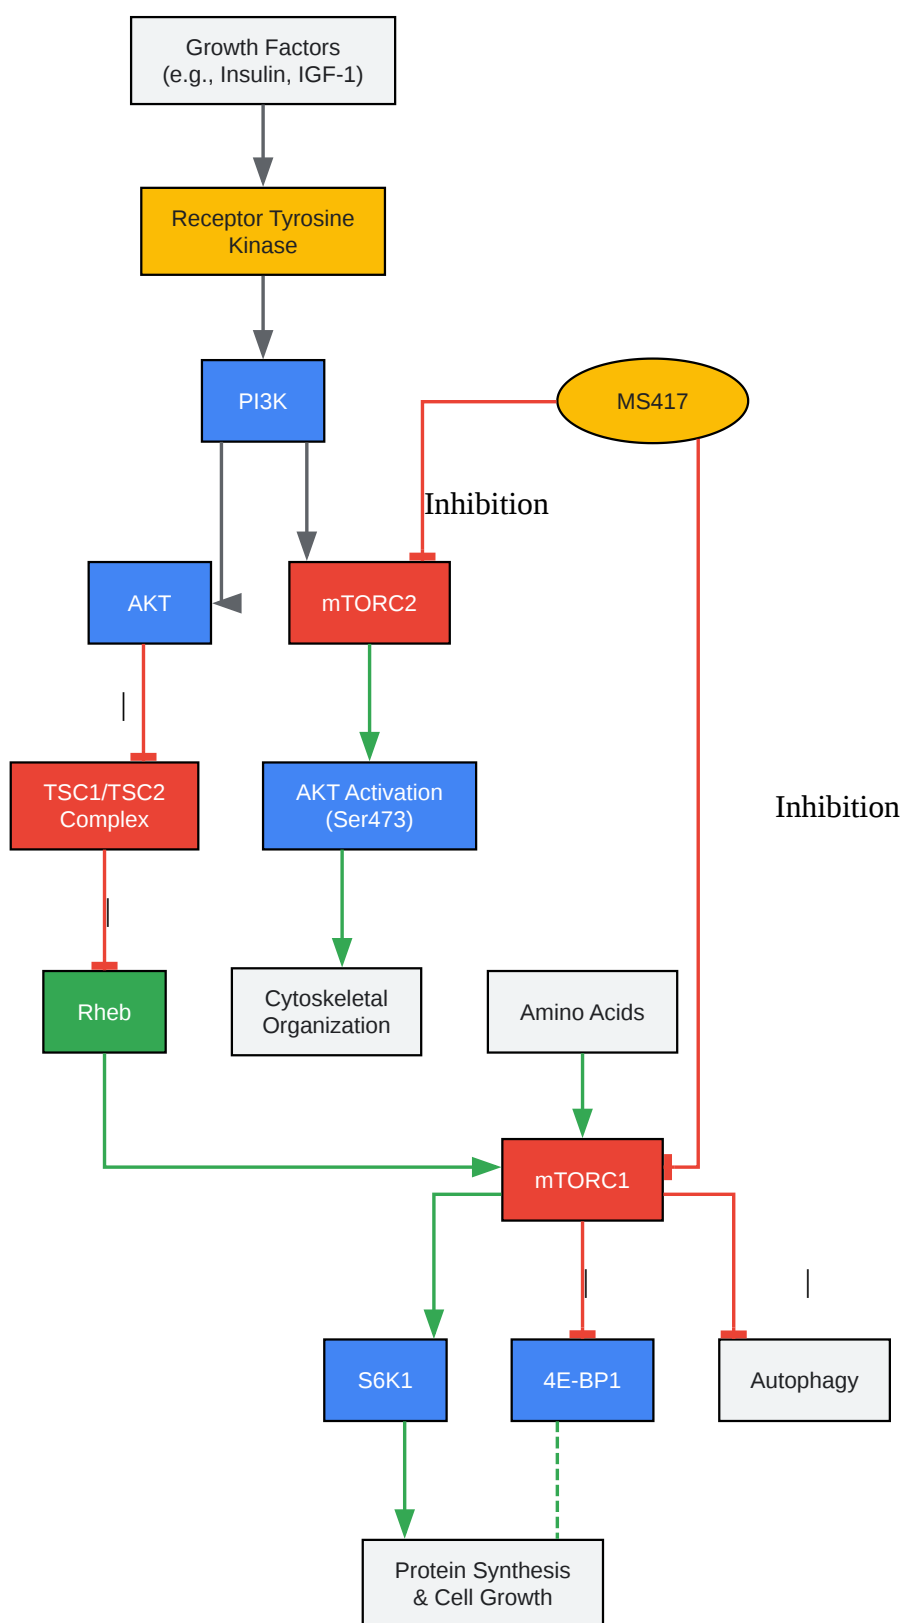 Growth Factors
(e.g., Insulin, IGF-1)
Receptor Tyrosine
Kinase
PI3K
MS417
Inhibition
AKT
mTORC2
|
TSC1/TSC2
Complex
AKT Activation
(Ser473)
Inhibition
|
Rheb
Cytoskeletal
Organization
Amino Acids
mTORC1
|
|
S6K1
4E-BP1
Autophagy
Protein Synthesis
& Cell Growth